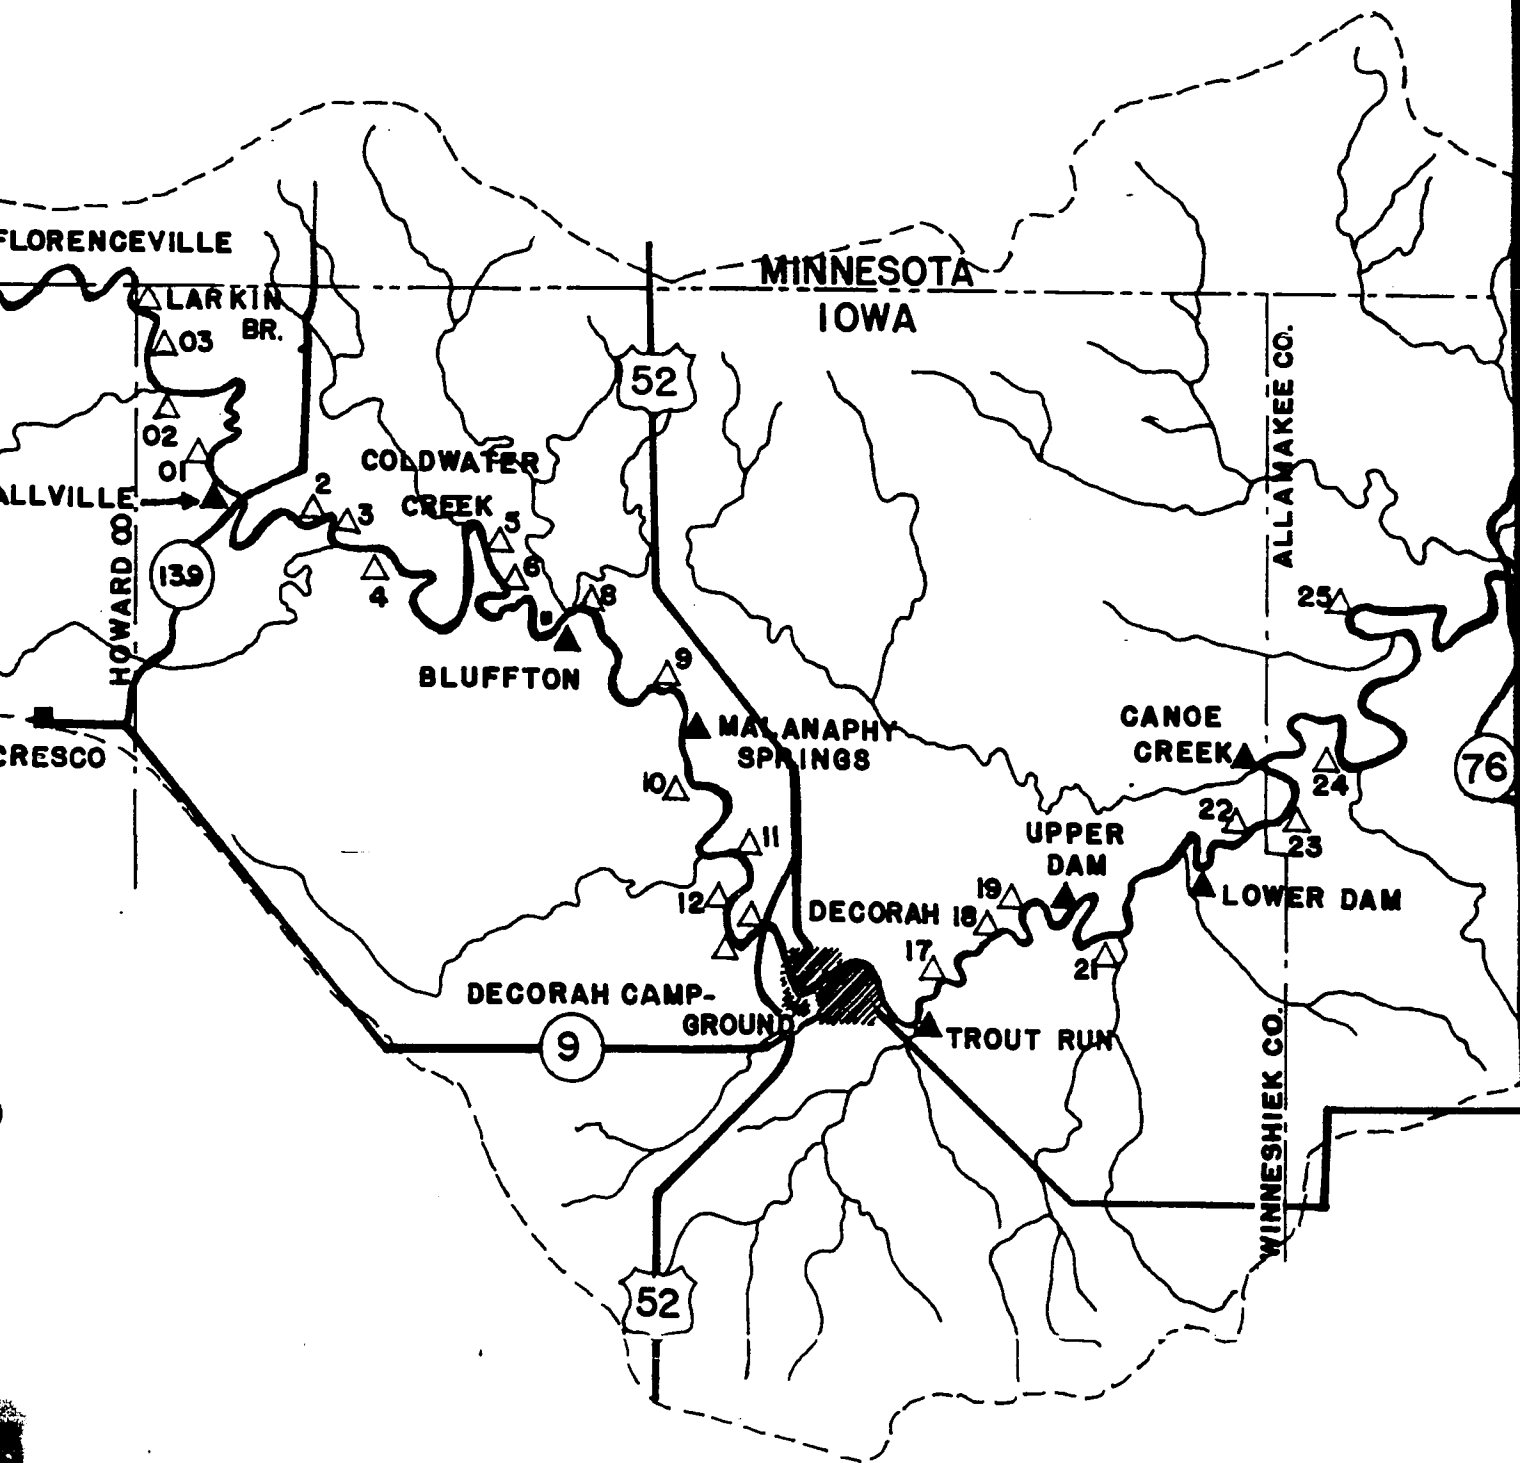 MINNESOTA
IOWA
FLORENCEVILLE
LARKIN
BR.
03
02
01
ALLVILLE
HOWARD CO.
139
CRESCO
2
3
4
COLDWATER
CREEK
5
6
8
BLUFFTON
52
9
MALANAPHY
SPRINGS
10
11
12
DECORAH
DECORAH CAMP-
GROUND
9
52
17
18
19
TROUT RUN
UPPER
DAM
21
22
23
24
25
LOWER DAM
CANOE
CREEK
ALLAMAKEE CO.
WINNESHIEK CO.
76